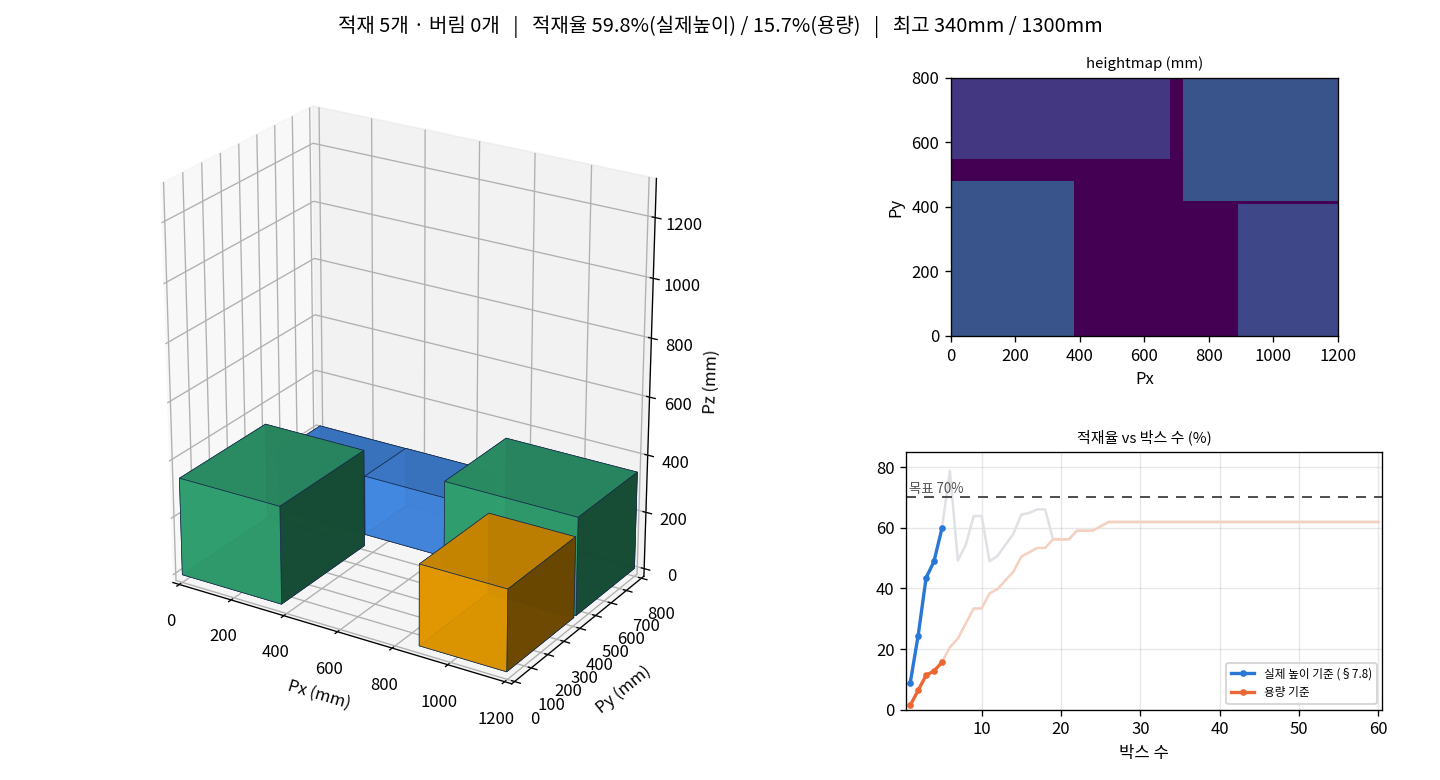 적재 5개 · 버림 0개 | 적재율 59.8%(실제높이) / 15.7%(용량) | 최고 340mm / 1300mm
heightmap (mm)
800
600
400
200
0
Py
0 200 400 600 800 1000 1200
Px
1200
1000
800
600
400
200
0
Pz (mm)
0 200 400 600 800 1000 1200
Px (mm)
0 100 200 300 400 500 600 700 800
Py (mm)
적재율 vs 박스 수 (%)
80
60
40
20
0
목표 70%
실제 높이 기준 (§7.8)
용량 기준
10 20 30 40 50 60
박스 수